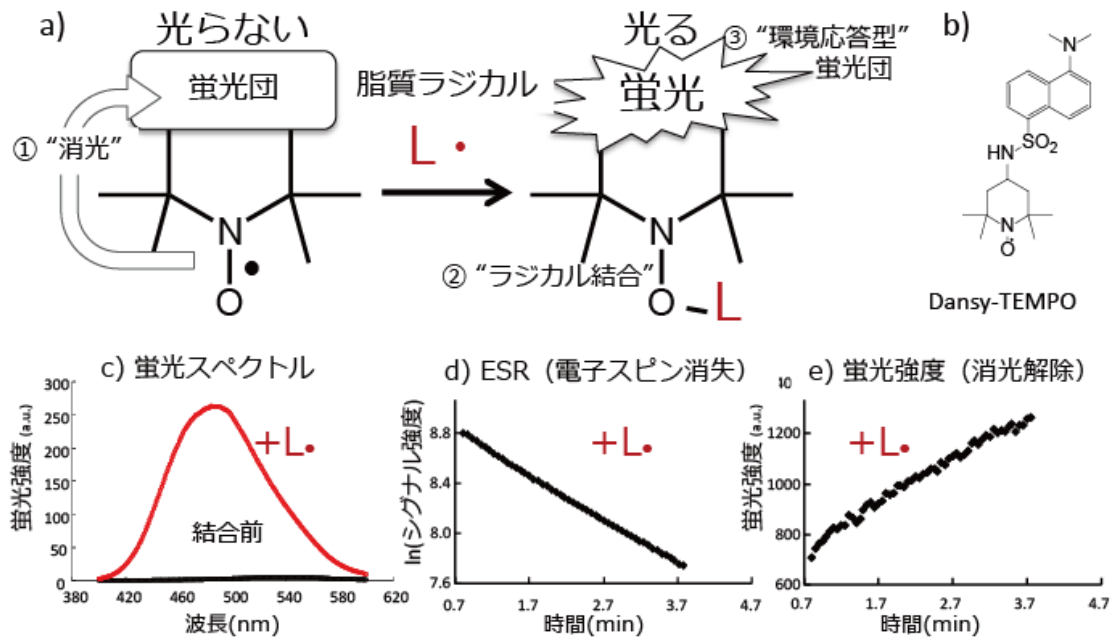 a)
光らない
蛍光団
① “消光”
N
O
•
脂質ラジカル
L •
光る
蛍光
③ “環境応答型”
蛍光団
N
② “ラジカル結合”
O
L
b)
N
SO2
HN
N
O
Dansy-TEMPO
c) 蛍光スペクトル
蛍光強度 (a.u.)
300
250
200
150
100
50
0
+L•
結合前
380 420 460 500 540 580 620
波長(nm)
d) ESR（電子スピン消失）
ln(シグナル強度)
8.8
8.4
8.0
7.6
+L•
0.7 1.7 2.7 3.7 4.7
時間(min)
e) 蛍光強度（消光解除）
40
蛍光強度 (a.u.)
1200
1000
800
600
+L•
0.7 1.7 2.7 3.7 4.7
時間(min)